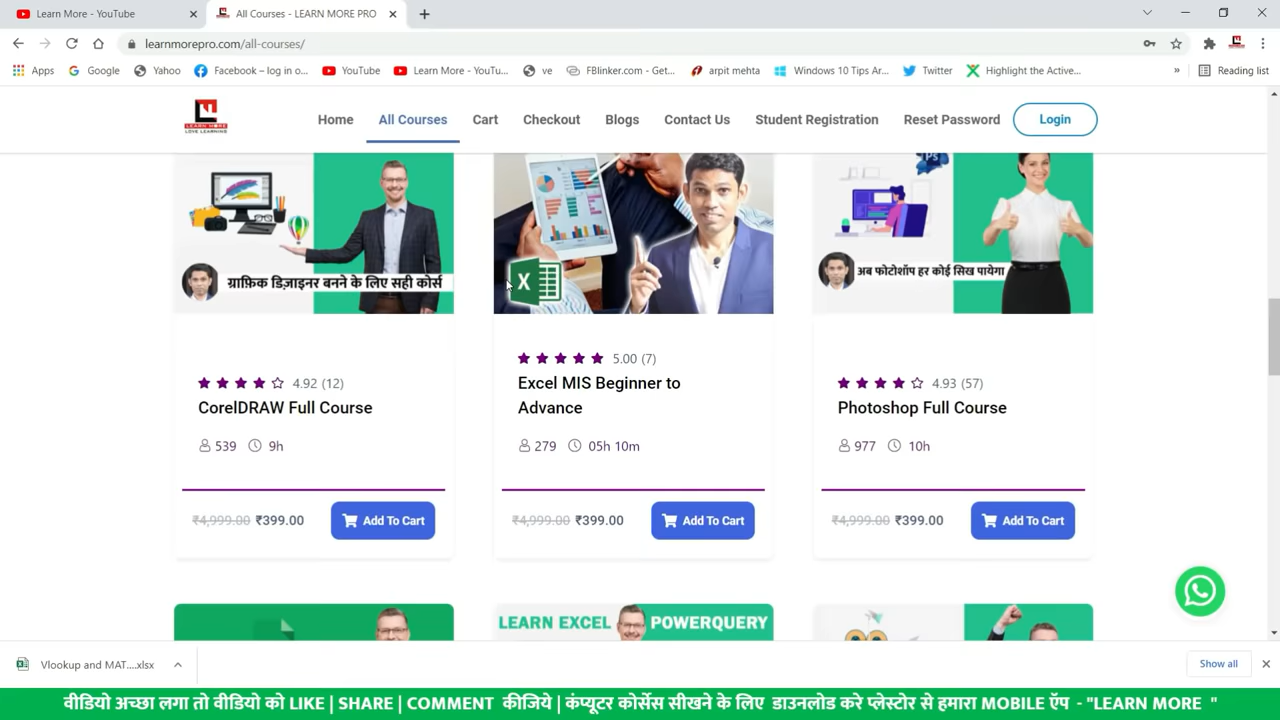 Learn More - YouTube
All Courses - LEARN MORE PRO
learnmorepro.com/all-courses/
Apps Google Yahoo Facebook – log in o... YouTube Learn More - YouTu... ve FBlinker.com - Get... arpit mehta Windows 10 Tips Ar... Twitter Highlight the Active... » Reading list
LEARN MORE
LOVE LEARNING
Home All Courses Cart Checkout Blogs Contact Us Student Registration Reset Password Login
Ps
ग्राफ़िक डिज़ाइनर बनने के लिए सही कोर्स
X
अब फोटोशॉप हर कोई सिख पायेगा
4.92 (12)
CorelDRAW Full Course
539 9h
₹4,999.00 ₹399.00 Add To Cart
5.00 (7)
Excel MIS Beginner to
Advance
279 05h 10m
₹4,999.00 ₹399.00 Add To Cart
4.93 (57)
Photoshop Full Course
977 10h
₹4,999.00 ₹399.00 Add To Cart
LEARN EXCEL POWERQUERY
Vlookup and MAT....xlsx
Show all
वीडियो अच्छा लगा तो वीडियो को LIKE | SHARE | COMMENT कीजिये | कंप्यूटर कोर्सेस सीखने के लिए डाउनलोड करे प्लेस्टोर से हमारा MOBILE ऍप - "LEARN MORE "